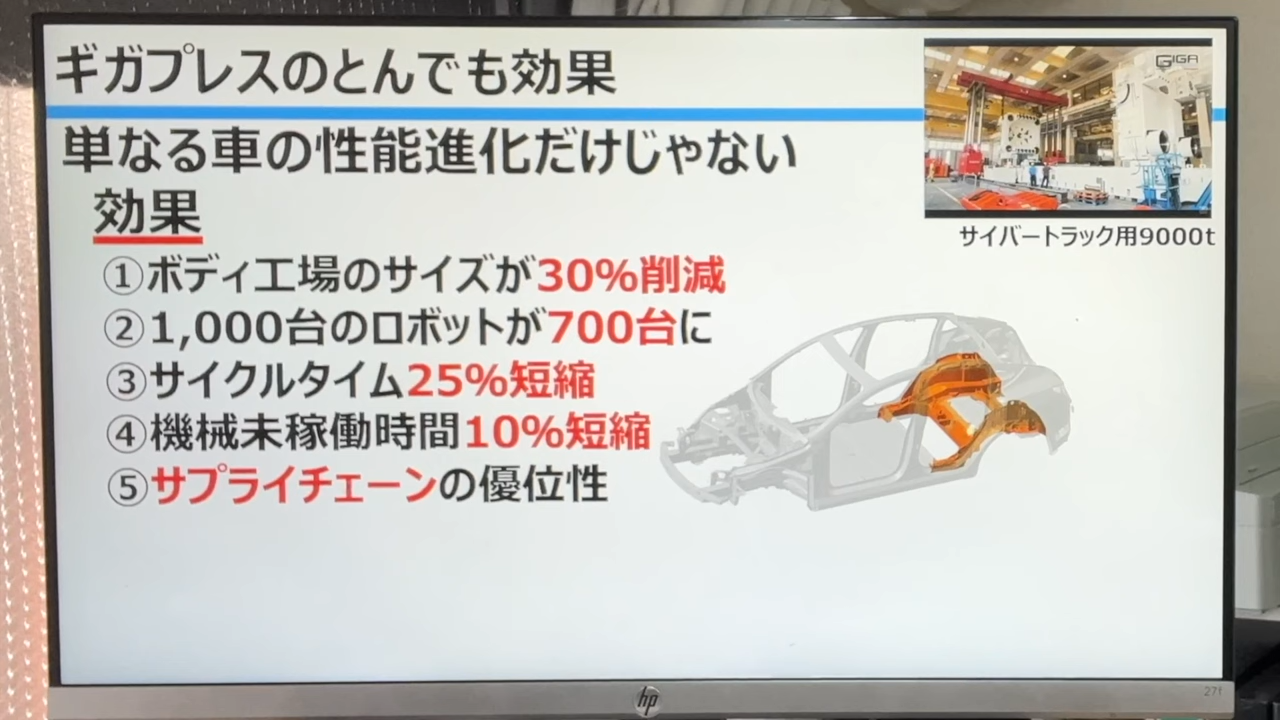 ギガプレスのとんでも効果
GIGA
単なる車の性能進化だけじゃない
効果
サイバートラック用9000t
①ボディ工場のサイズが30%削減
②1,000台のロボットが700台に
③サイクルタイム25%短縮
④機械未稼働時間10%短縮
⑤サプライチェーンの優位性
hp
27f